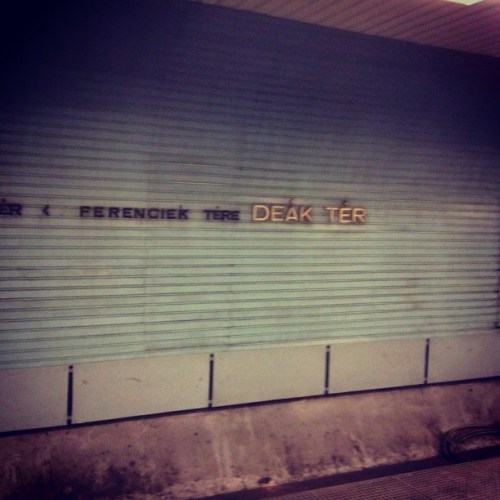 ÉR < FERENCIEK TERE DEÁK TÉR